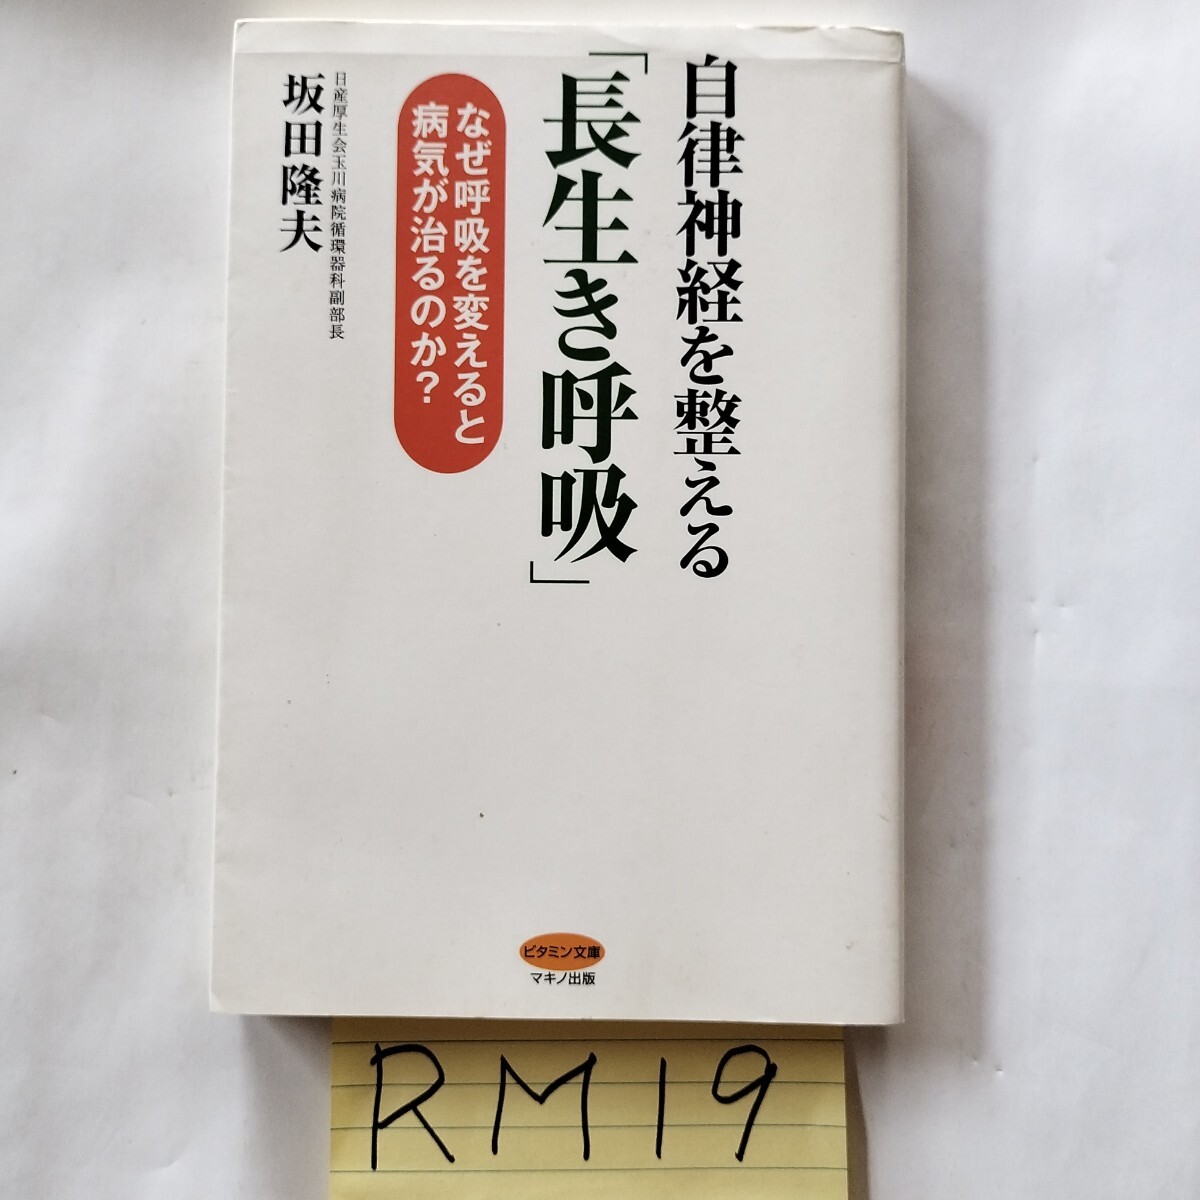 自律神経を整える
「長生き呼吸」
なぜ呼吸を変えると
病気が治るのか？
日産厚生会玉川病院循環器科副部長
坂田隆夫
ビタミン文庫
マキノ出版
RM19